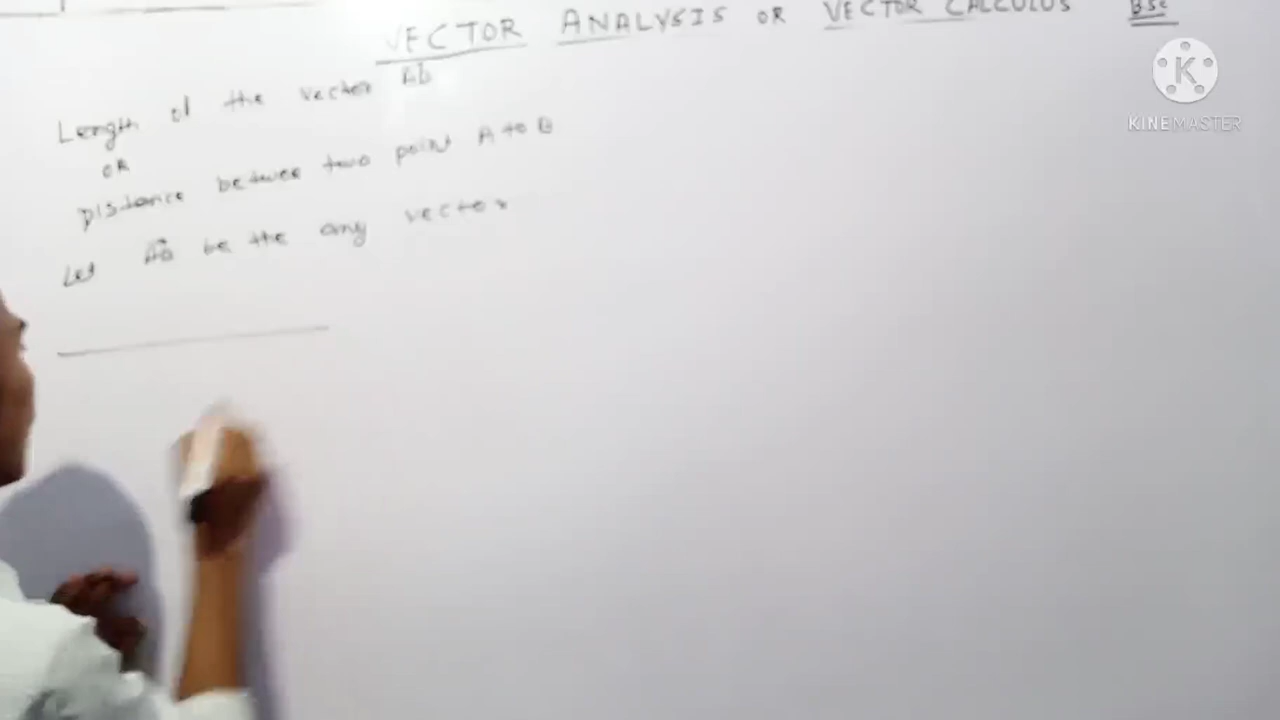 VECTOR ANALYSIS OR VECTOR CALCULUS BSc
Length of the vector AB
OR
Distance betwee two point A to B
Let AB be the any vector
K
KINEMASTER